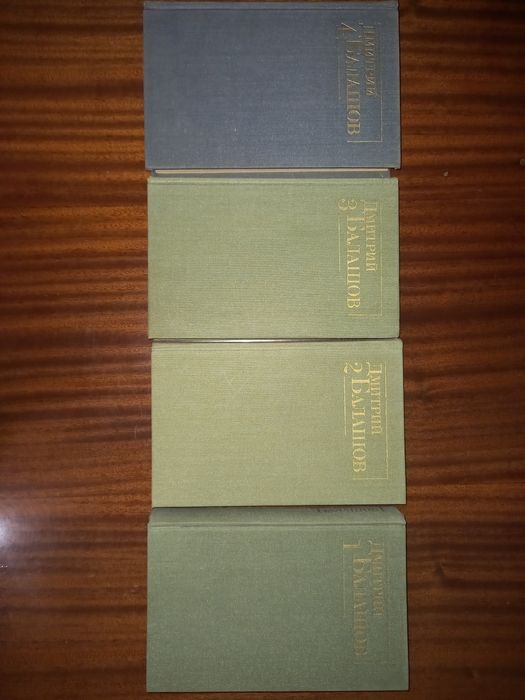 Дмитрий
4 Балашов
Дмитрий
3 Балашов
Дмитрий
2 Балашов
Дмитрий
1 Балашов